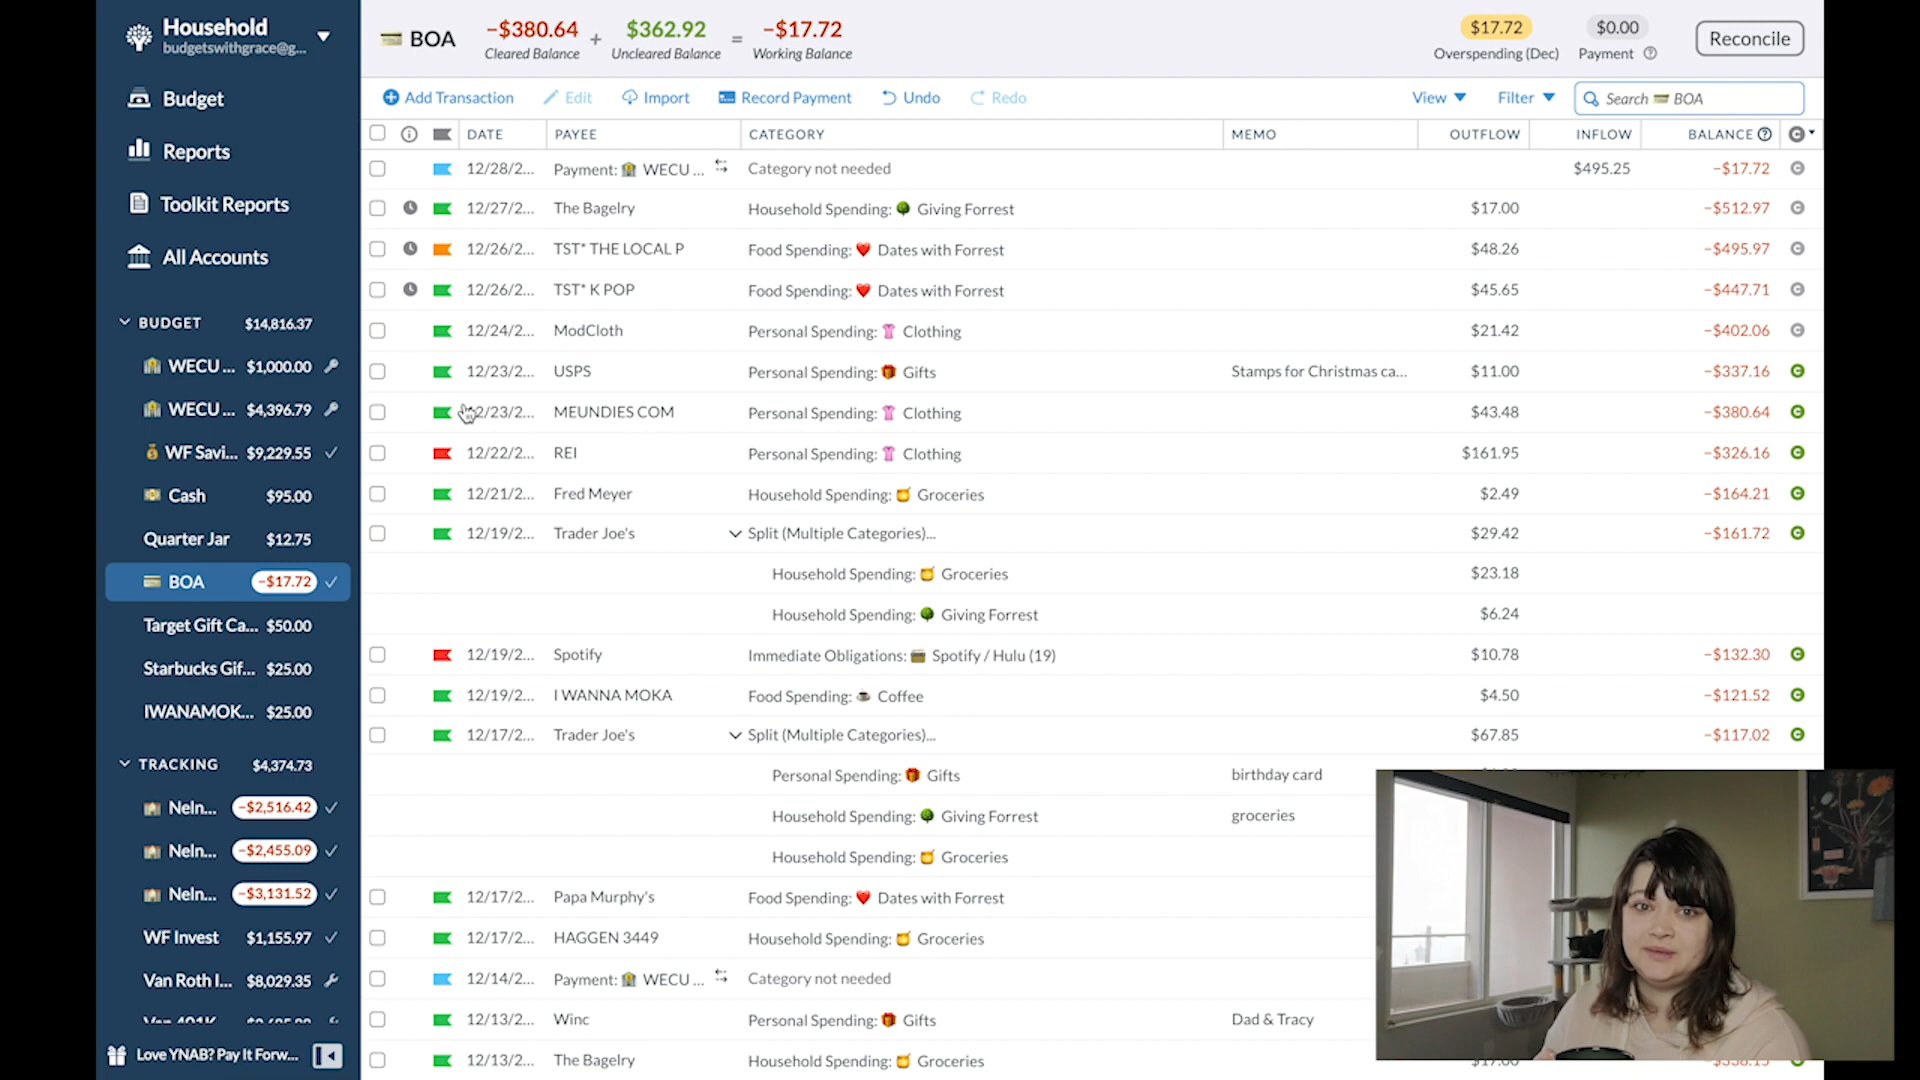 Household
budgetswithgrace@g...
Budget
Reports
Toolkit Reports
All Accounts
BUDGET $14,816.37
WECU ... $1,000.00
WECU ... $4,396.79
WF Savi... $9,229.55
Cash $95.00
Quarter Jar $12.75
BOA -$17.72
Target Gift Ca... $50.00
Starbucks Gif... $25.00
IWANAMOK... $25.00
TRACKING $4,374.73
Neln... -$2,516.42
Neln... -$2,455.09
Neln... -$3,131.52
WF Invest $1,155.97
Van Roth I... $8,029.35
Love YNAB? Pay It Forw...
BOA
-$380.64 + $362.92 = -$17.72
Cleared Balance Uncleared Balance Working Balance
$17.72 $0.00
Overspending (Dec) Payment ?
Reconcile
Add Transaction Edit Import Record Payment Undo Redo
View Filter Search BOA
DATE PAYEE CATEGORY MEMO OUTFLOW INFLOW BALANCE ? C
12/28/2... Payment: WECU ... Category not needed $495.25 -$17.72 C
12/27/2... The Bagelry Household Spending: Giving Forrest $17.00 -$512.97 C
12/26/2... TST* THE LOCAL P Food Spending: Dates with Forrest $48.26 -$495.97 C
12/26/2... TST* K POP Food Spending: Dates with Forrest $45.65 -$447.71 C
12/24/2... ModCloth Personal Spending: Clothing $21.42 -$402.06 C
12/23/2... USPS Personal Spending: Gifts Stamps for Christmas ca... $11.00 -$337.16 C
12/23/2... MEUNDIES COM Personal Spending: Clothing $43.48 -$380.64 C
12/22/2... REI Personal Spending: Clothing $161.95 -$326.16 C
12/21/2... Fred Meyer Household Spending: Groceries $2.49 -$164.21 C
12/19/2... Trader Joe's Split (Multiple Categories)... $29.42 -$161.72 C
Household Spending: Groceries $23.18
Household Spending: Giving Forrest $6.24
12/19/2... Spotify Immediate Obligations: Spotify / Hulu (19) $10.78 -$132.30 C
12/19/2... I WANNA MOKA Food Spending: Coffee $4.50 -$121.52 C
12/17/2... Trader Joe's Split (Multiple Categories)... $67.85 -$117.02 C
Personal Spending: Gifts birthday card
Household Spending: Giving Forrest groceries
Household Spending: Groceries
12/17/2... Papa Murphy's Food Spending: Dates with Forrest
12/17/2... HAGGEN 3449 Household Spending: Groceries
12/14/2... Payment: WECU ... Category not needed
12/13/2... Winc Personal Spending: Gifts Dad & Tracy
12/13/2... The Bagelry Household Spending: Groceries